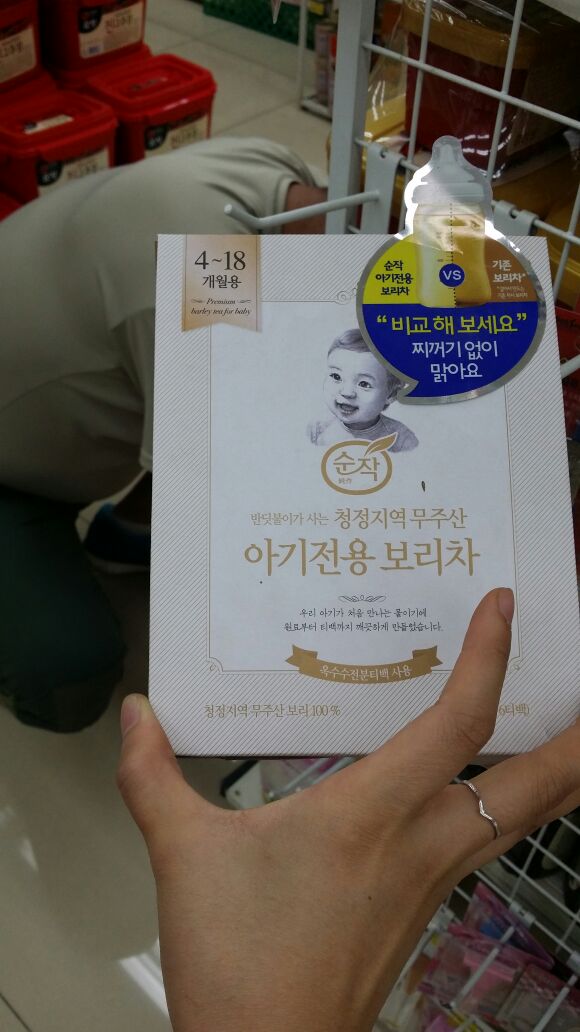 4~18
개월용
Premium
barley tea for baby
순작
아기전용
보리차
VS
기존
보리차*
"비교해 보세요"
찌꺼기 없이
맑아요
순작
반딧불이가 사는 청정지역 무주산
아기전용 보리차
우리 아기가 처음 만나는 물이기에
원료부터 티백까지 깨끗하게 만들었습니다.
옥수수전분티백 사용
청정지역 무주산 보리 100%
6티백)